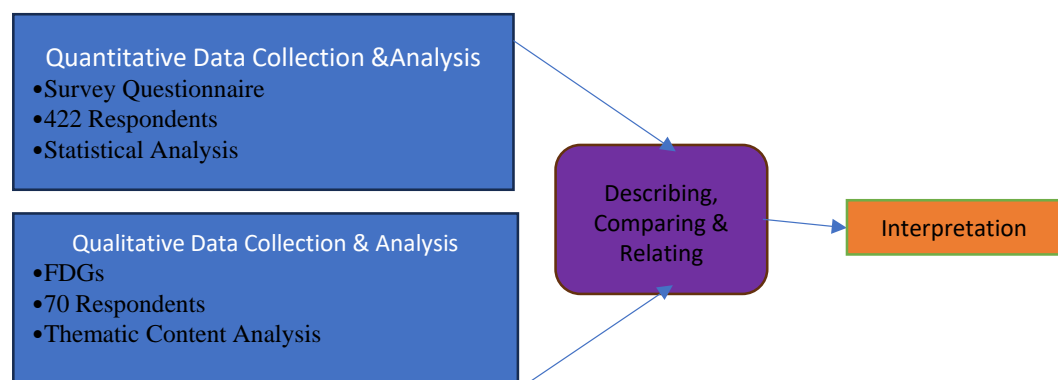 Quantitative Data Collection &Analysis
•Survey Questionnaire
•422 Respondents
•Statistical Analysis
Qualitative Data Collection & Analysis
•FDGs
•70 Respondents
•Thematic Content Analysis
Describing,
Comparing &
Relating
Interpretation